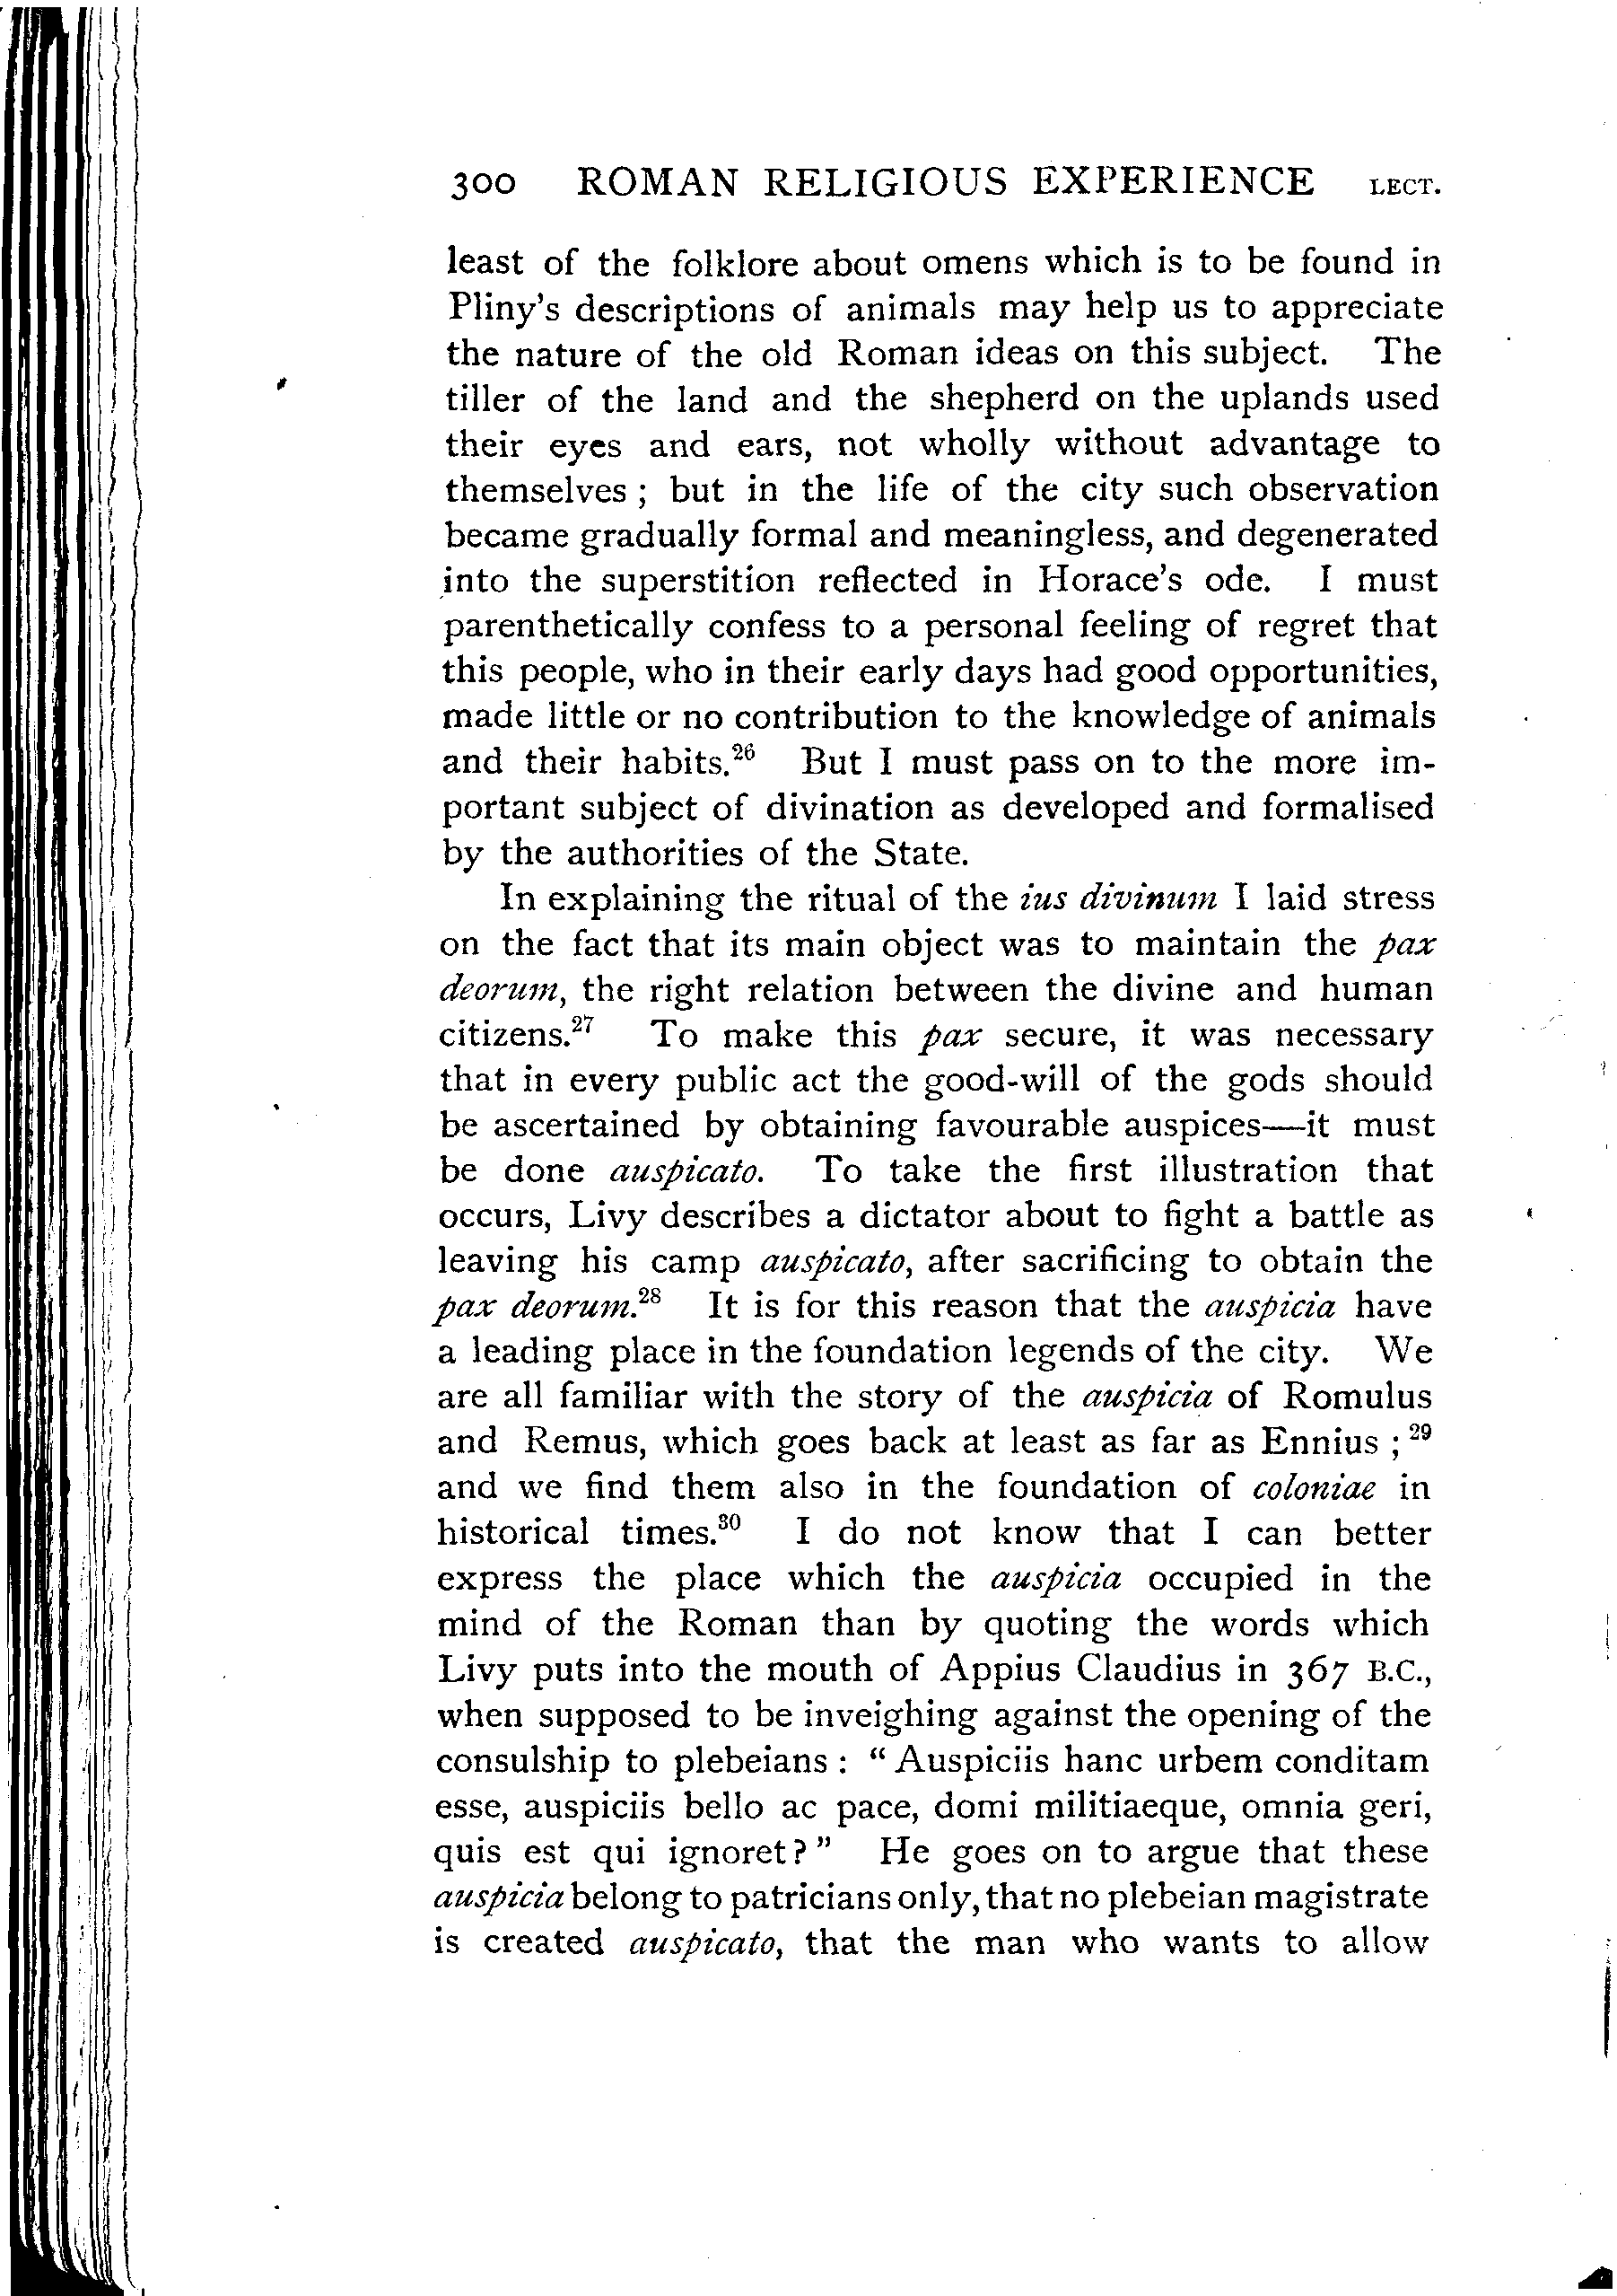 300 ROMAN RELIGIOUS EXPERIENCE LECT.
least of the folklore about omens which is to be found in
Pliny's descriptions of animals may help us to appreciate
the nature of the old Roman ideas on this subject. The
tiller of the land and the shepherd on the uplands used
their eyes and ears, not wholly without advantage to
themselves ; but in the life of the city such observation
became gradually formal and meaningless, and degenerated
into the superstition reflected in Horace's ode. I must
parenthetically confess to a personal feeling of regret that
this people, who in their early days had good opportunities,
made little or no contribution to the knowledge of animals
and their habits.²⁶ But I must pass on to the more im-
portant subject of divination as developed and formalised
by the authorities of the State.
In explaining the ritual of the ius divinum I laid stress
on the fact that its main object was to maintain the pax
deorum, the right relation between the divine and human
citizens.²⁷ To make this pax secure, it was necessary
that in every public act the good-will of the gods should
be ascertained by obtaining favourable auspices—it must
be done auspicato. To take the first illustration that
occurs, Livy describes a dictator about to fight a battle as
leaving his camp auspicato, after sacrificing to obtain the
pax deorum.²⁸ It is for this reason that the auspicia have
a leading place in the foundation legends of the city. We
are all familiar with the story of the auspicia of Romulus
and Remus, which goes back at least as far as Ennius ;²⁹
and we find them also in the foundation of coloniae in
historical times.³⁰ I do not know that I can better
express the place which the auspicia occupied in the
mind of the Roman than by quoting the words which
Livy puts into the mouth of Appius Claudius in 367 B.C.,
when supposed to be inveighing against the opening of the
consulship to plebeians : " Auspiciis hanc urbem conditam
esse, auspiciis bello ac pace, domi militiaeque, omnia geri,
quis est qui ignoret? " He goes on to argue that these
auspicia belong to patricians only, that no plebeian magistrate
is created auspicato, that the man who wants to allow